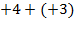 +4 + (+3)